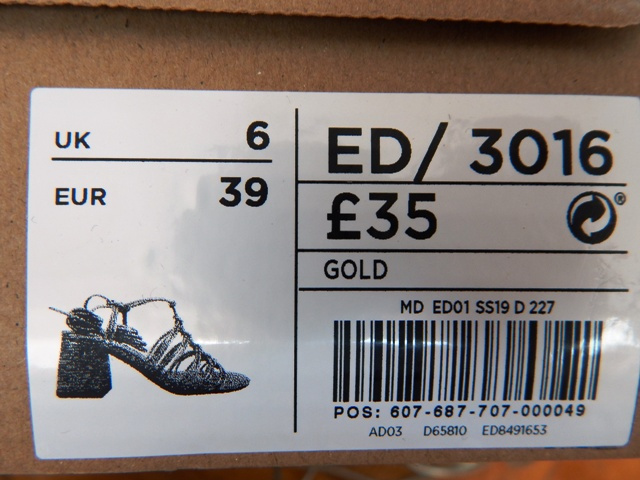 UK 6
EUR 39
ED/ 3016
£35
®
GOLD
MD ED01 SS19 D 227
POS: 607-687-707-000049
AD03 D65810 ED8491653